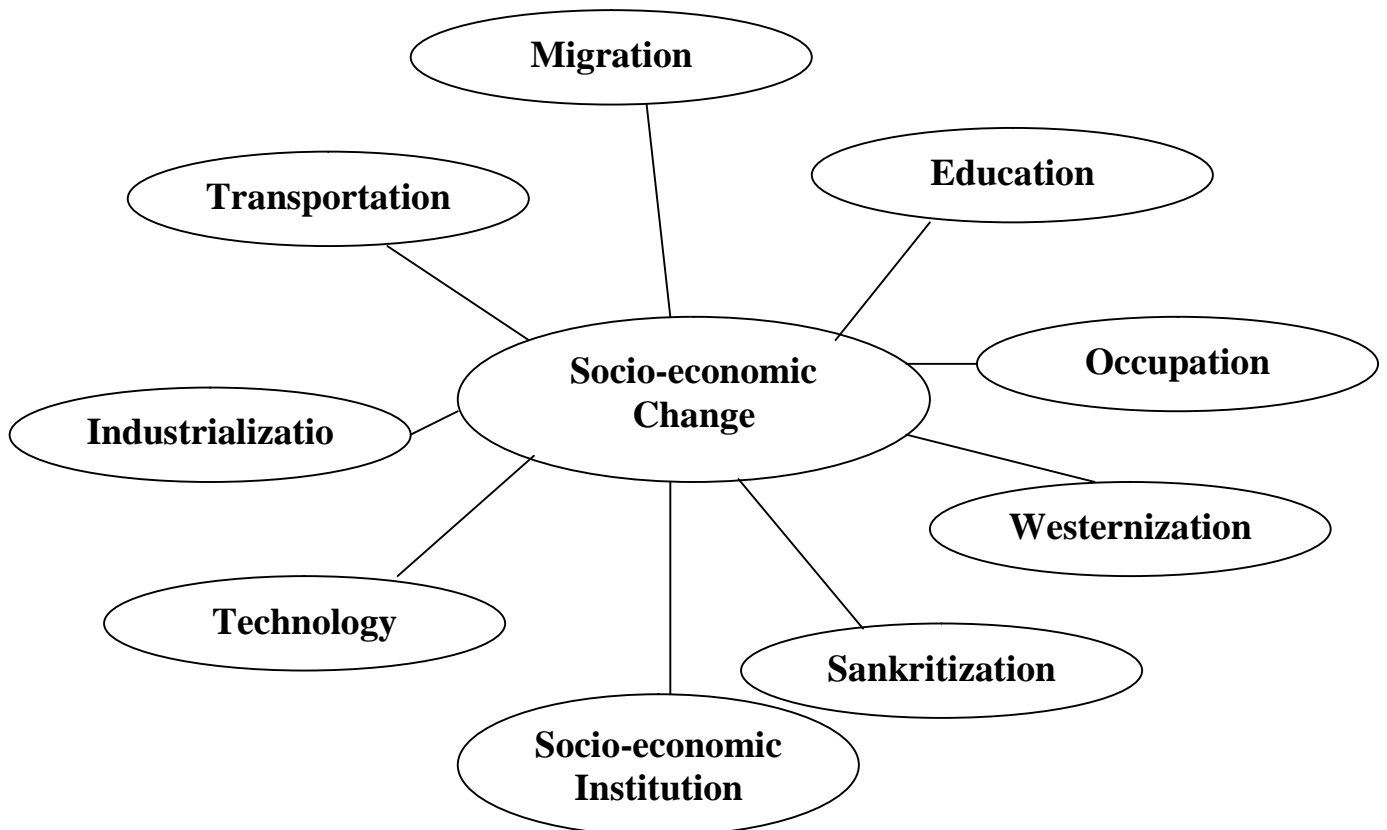 Migration
Education
Transportation
Occupation
Socio-economic
Change
Industrializatio
Westernization
Technology
Sankritization
Socio-economic
Institution